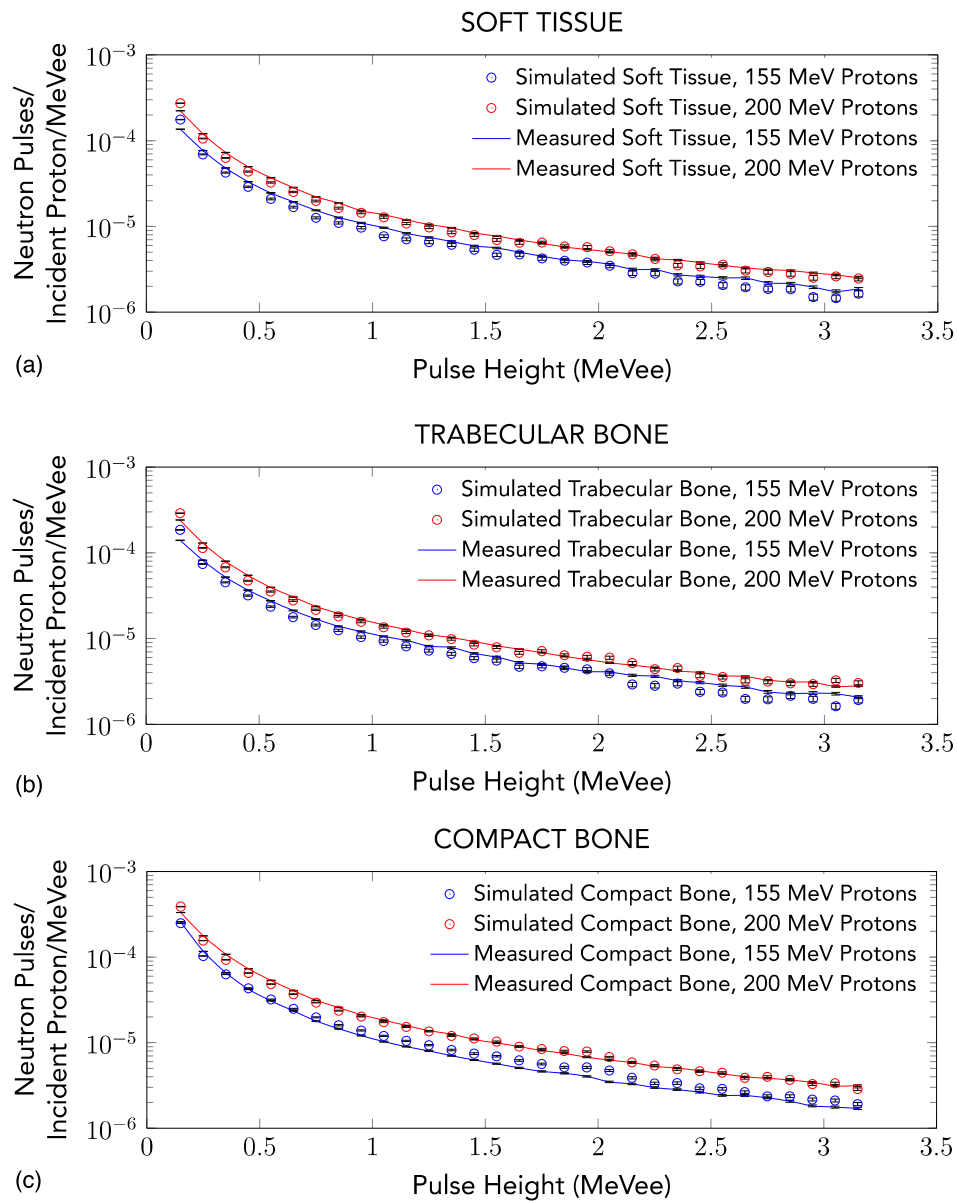 SOFT TISSUE
Neutron Pulses/
Incident Proton/MeVee
10⁻³
10⁻⁴
10⁻⁵
10⁻⁶
Simulated Soft Tissue, 155 MeV Protons
Simulated Soft Tissue, 200 MeV Protons
Measured Soft Tissue, 155 MeV Protons
Measured Soft Tissue, 200 MeV Protons
0 0.5 1 1.5 2 2.5 3 3.5
(a)
Pulse Height (MeVee)
TRABECULAR BONE
Neutron Pulses/
Incident Proton/MeVee
10⁻³
10⁻⁴
10⁻⁵
10⁻⁶
Simulated Trabecular Bone, 155 MeV Protons
Simulated Trabecular Bone, 200 MeV Protons
Measured Trabecular Bone, 155 MeV Protons
Measured Trabecular Bone, 200 MeV Protons
0 0.5 1 1.5 2 2.5 3 3.5
(b)
Pulse Height (MeVee)
COMPACT BONE
Neutron Pulses/
Incident Proton/MeVee
10⁻³
10⁻⁴
10⁻⁵
10⁻⁶
Simulated Compact Bone, 155 MeV Protons
Simulated Compact Bone, 200 MeV Protons
Measured Compact Bone, 155 MeV Protons
Measured Compact Bone, 200 MeV Protons
0 0.5 1 1.5 2 2.5 3 3.5
(c)
Pulse Height (MeVee)